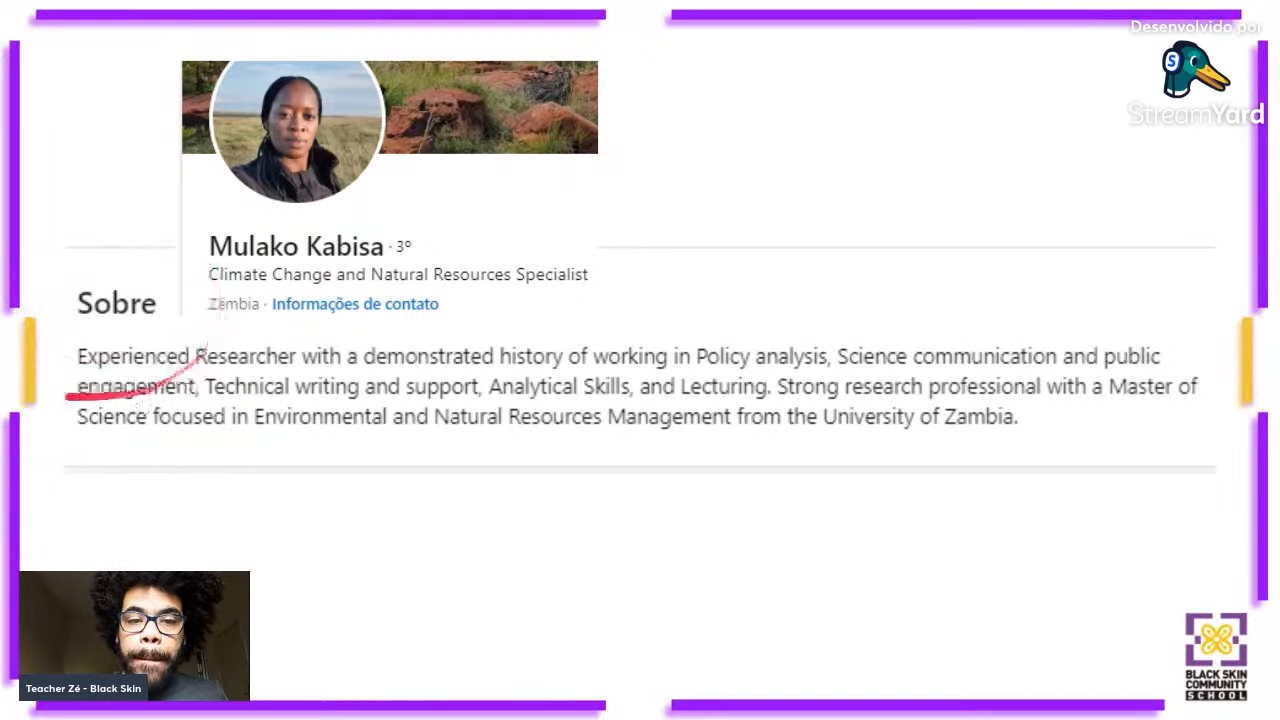 Desenvolvido por
StreamYard
Mulako Kabisa · 3º
Climate Change and Natural Resources Specialist
Zambia · Informações de contato
Sobre
Experienced Researcher with a demonstrated history of working in Policy analysis, Science communication and public
engagement, Technical writing and support, Analytical Skills, and Lecturing. Strong research professional with a Master of
Science focused in Environmental and Natural Resources Management from the University of Zambia.
Teacher Zé - Black Skin
BLACK SKIN
COMMUNITY
SCHOOL